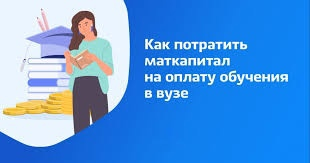 Как потратить
маткапитал
на оплату обучения
в вузе